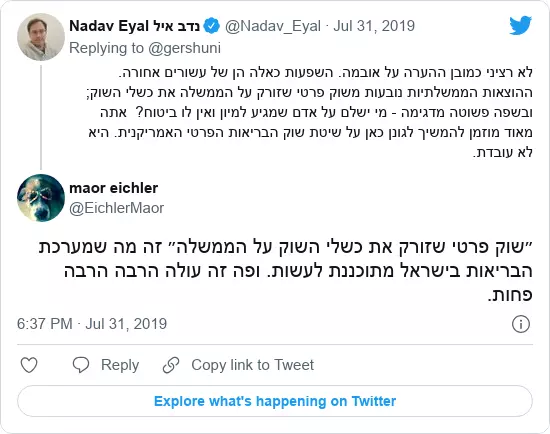 Nadav Eyal נדב איל @Nadav_Eyal · Jul 31, 2019
Replying to @gershuni
לא רציני כמובן ההערה על אובמה. השפעות כאלה הן של עשורים אחורה.
ההוצאות הממשלתיות נובעות משוק פרטי שזורק על הממשלה את כשלי השוק;
ובשפה פשוטה מדגימה - מי ישלם על אדם שמגיע למיון ואין לו ביטוח? אתה
מאוד מוזמן להמשיך לגונן כאן על שיטת שוק הבריאות הפרטי האמריקנית. היא
לא עובדת.
maor eichler
@EichlerMaor
״שוק פרטי שזורק את כשלי השוק על הממשלה״ זה מה שמערכת
הבריאות בישראל מתוכננת לעשות. ופה זה עולה הרבה הרבה
פחות.
6:37 PM · Jul 31, 2019
Reply Copy link to Tweet
Explore what's happening on Twitter